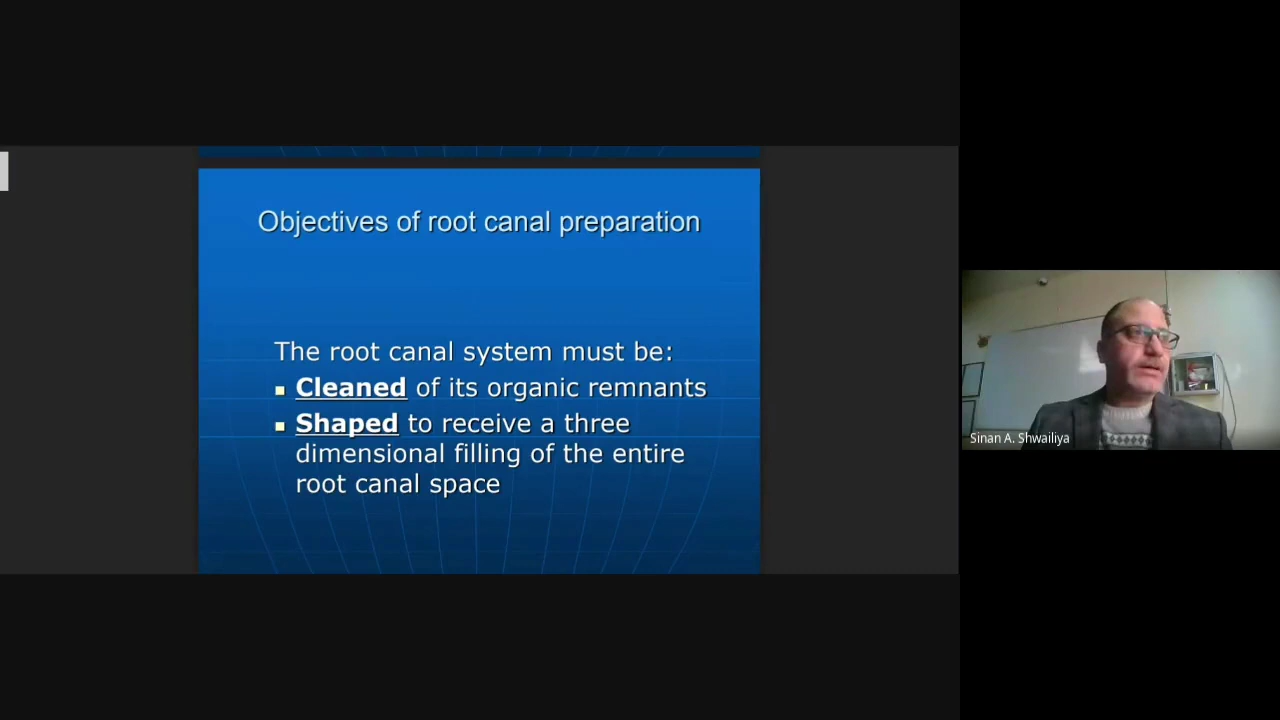 Objectives of root canal preparation
The root canal system must be:
Cleaned of its organic remnants
Shaped to receive a three
dimensional filling of the entire
root canal space
Sinan A. Shwailiya